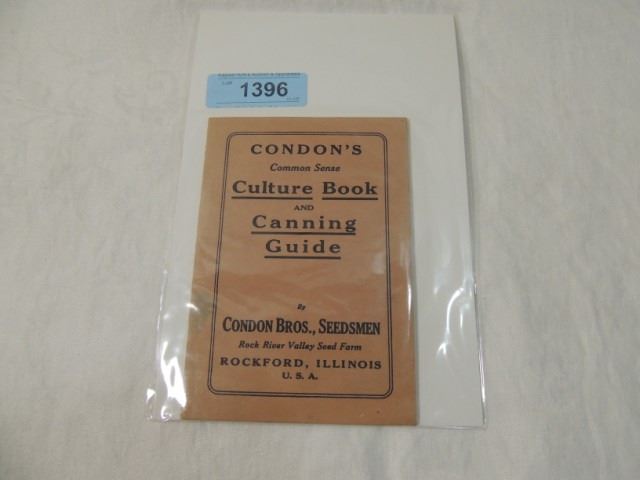 LOT
1396
CONDON'S
Common Sense
Culture Book
AND
Canning
Guide
By
CONDON BROS., SEEDSMEN
Rock River Valley Seed Farm
ROCKFORD, ILLINOIS
U. S. A.